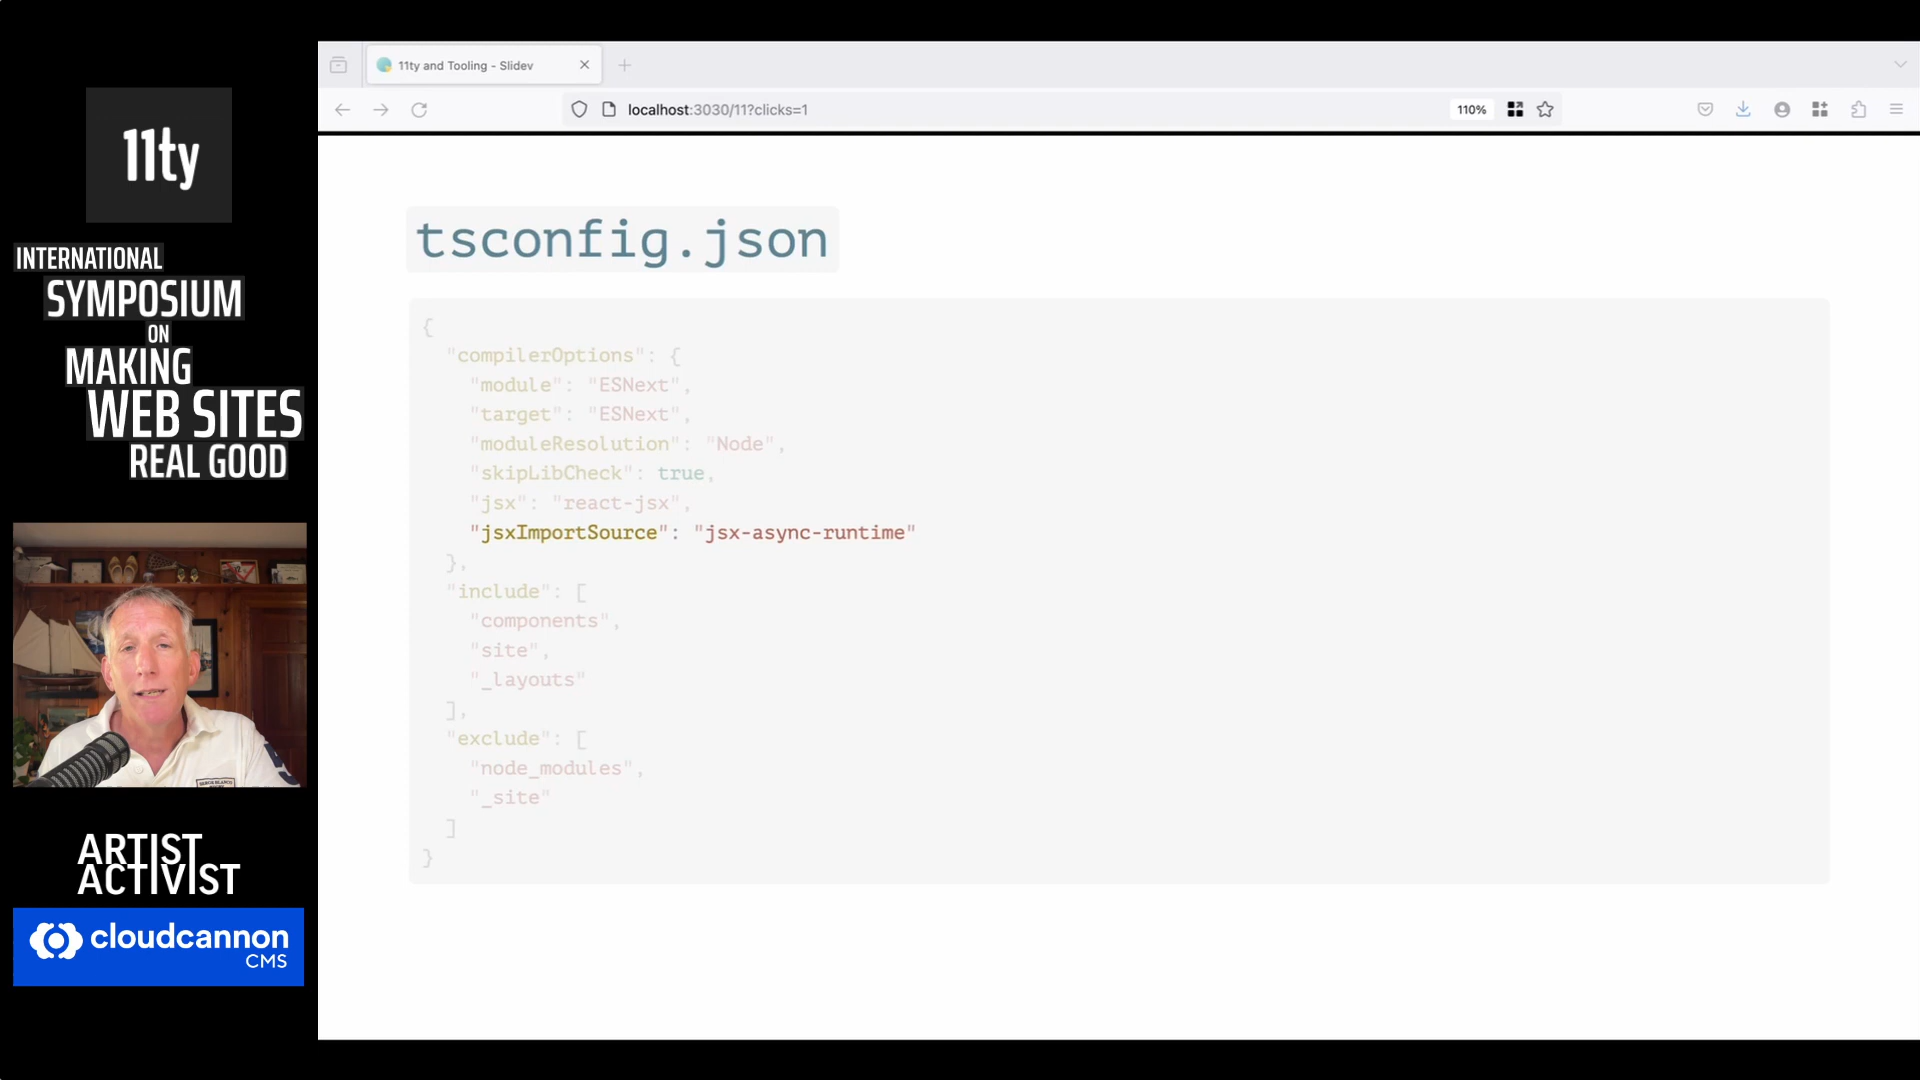 11ty
INTERNATIONAL
SYMPOSIUM
ON
MAKING
WEB SITES
REAL GOOD
ARTIST
ACTIVIST
cloudcannon
CMS
11ty and Tooling - Slidev
localhost:3030/11?clicks=1
110%
tsconfig.json
{
"compilerOptions": {
"module": "ESNext",
"target": "ESNext",
"moduleResolution": "Node",
"skipLibCheck": true,
"jsx": "react-jsx",
"jsxImportSource": "jsx-async-runtime"
},
"include": [
"components",
"site",
"_layouts"
],
"exclude": [
"node_modules",
"_site"
]
}